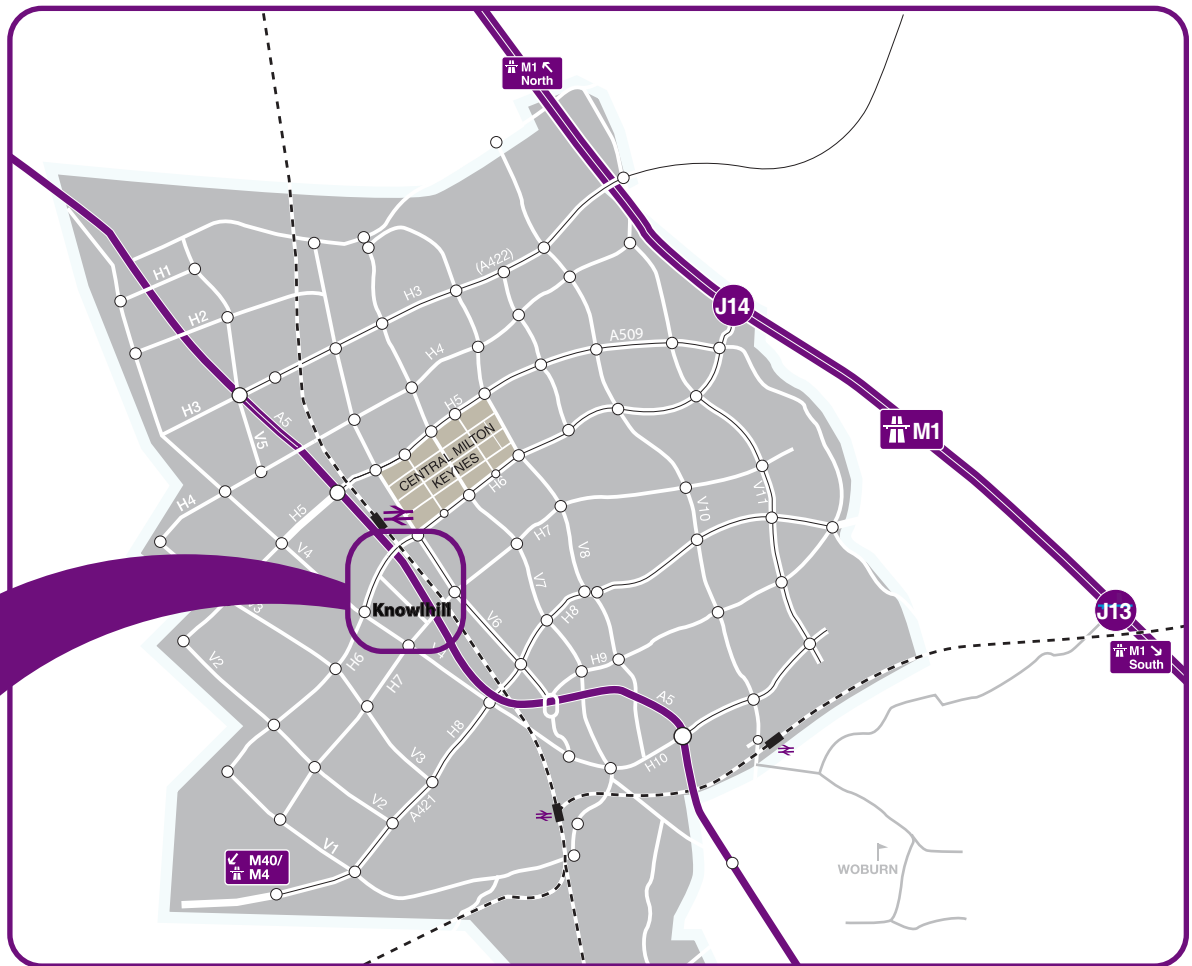 M1
North
(A422)
H1
H2
H3
H3
H4
A509
J14
H5
A5
V5
M1
CENTRAL MILTON
KEYNES
H6
H4
H5
V11
V10
H7
V8
V4
V7
Knowlhill
V3
V6
H8
J13
M1
South
V2
H6
H9
H7
A5
H8
V3
H10
V2
A421
V1
M40/
M4
WOBURN